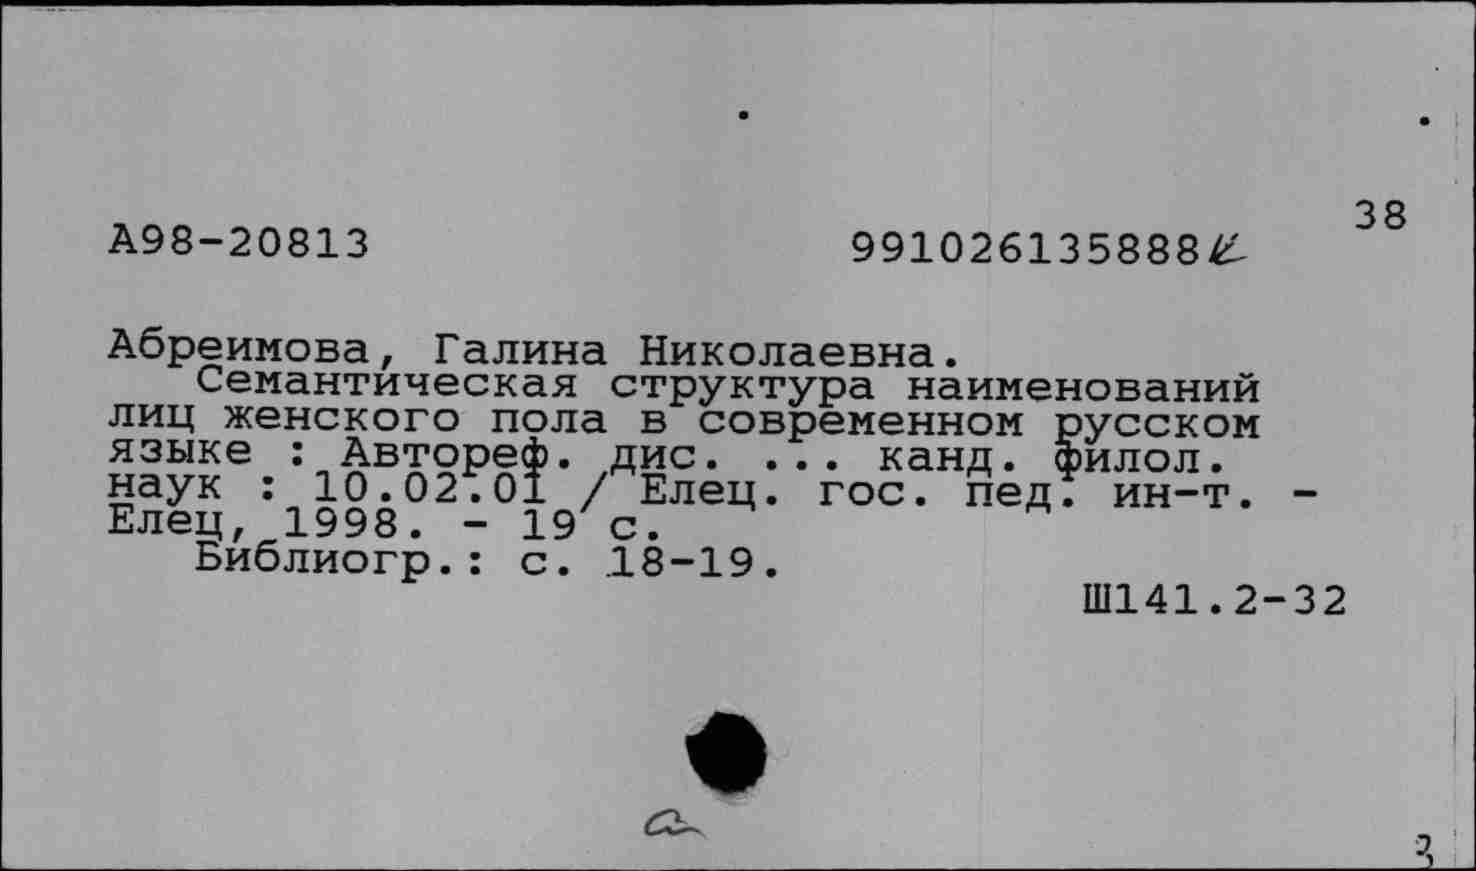 38
А98-20813 991026135888
Абреимова, Галина Николаевна.
Семантическая структура наименований
лиц женского пола в современном русском
языке : Автореф. дис. ... канд. филол.
наук : 10.02.01 / Елец. гос. пед. ин-т. -
Елец, 1998. - 19 с.
Библиогр.: с. 18-19.
Ш141.2-32